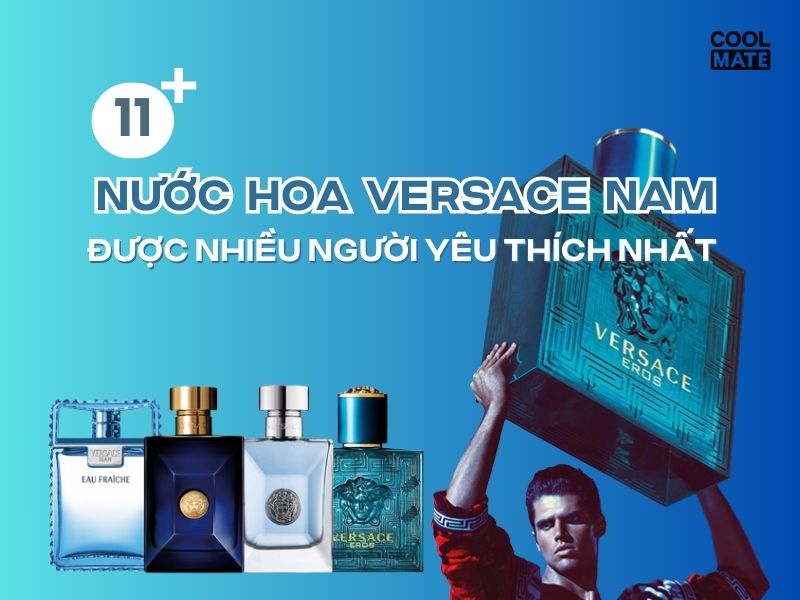 COOL
MATE
11+
NƯỚC HOA VERSACE NAM
ĐƯỢC NHIỀU NGƯỜI YÊU THÍCH NHẤT
VERSACE
EROS
VERSACE
MAN
EAU FRAÎCHE
VERSACE
EROS